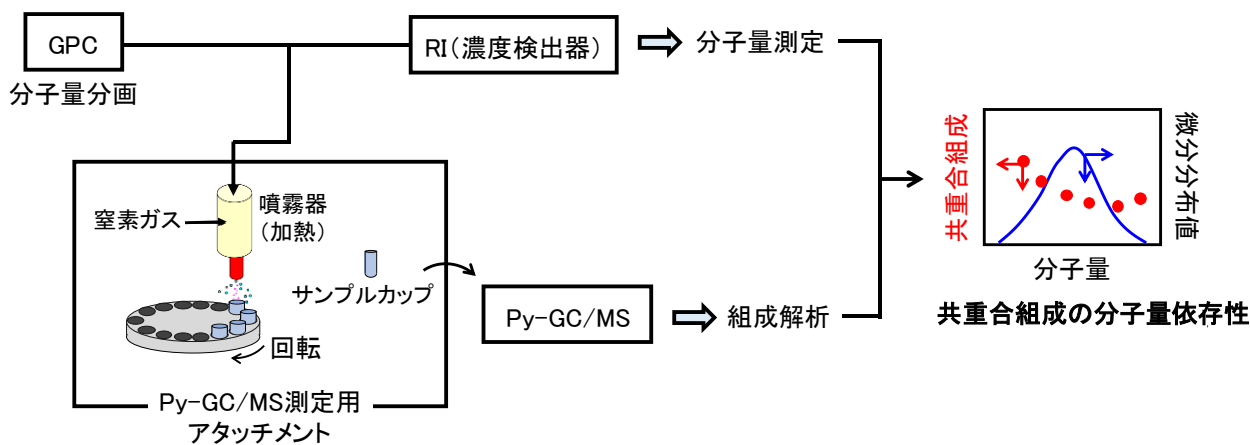 GPC
分子量分画
RI(濃度検出器)
分子量測定
窒素ガス
噴霧器
(加熱)
サンプルカップ
回転
Py-GC/MS測定用
アタッチメント
Py-GC/MS
組成解析
共重合組成
微分分布値
分子量
共重合組成の分子量依存性